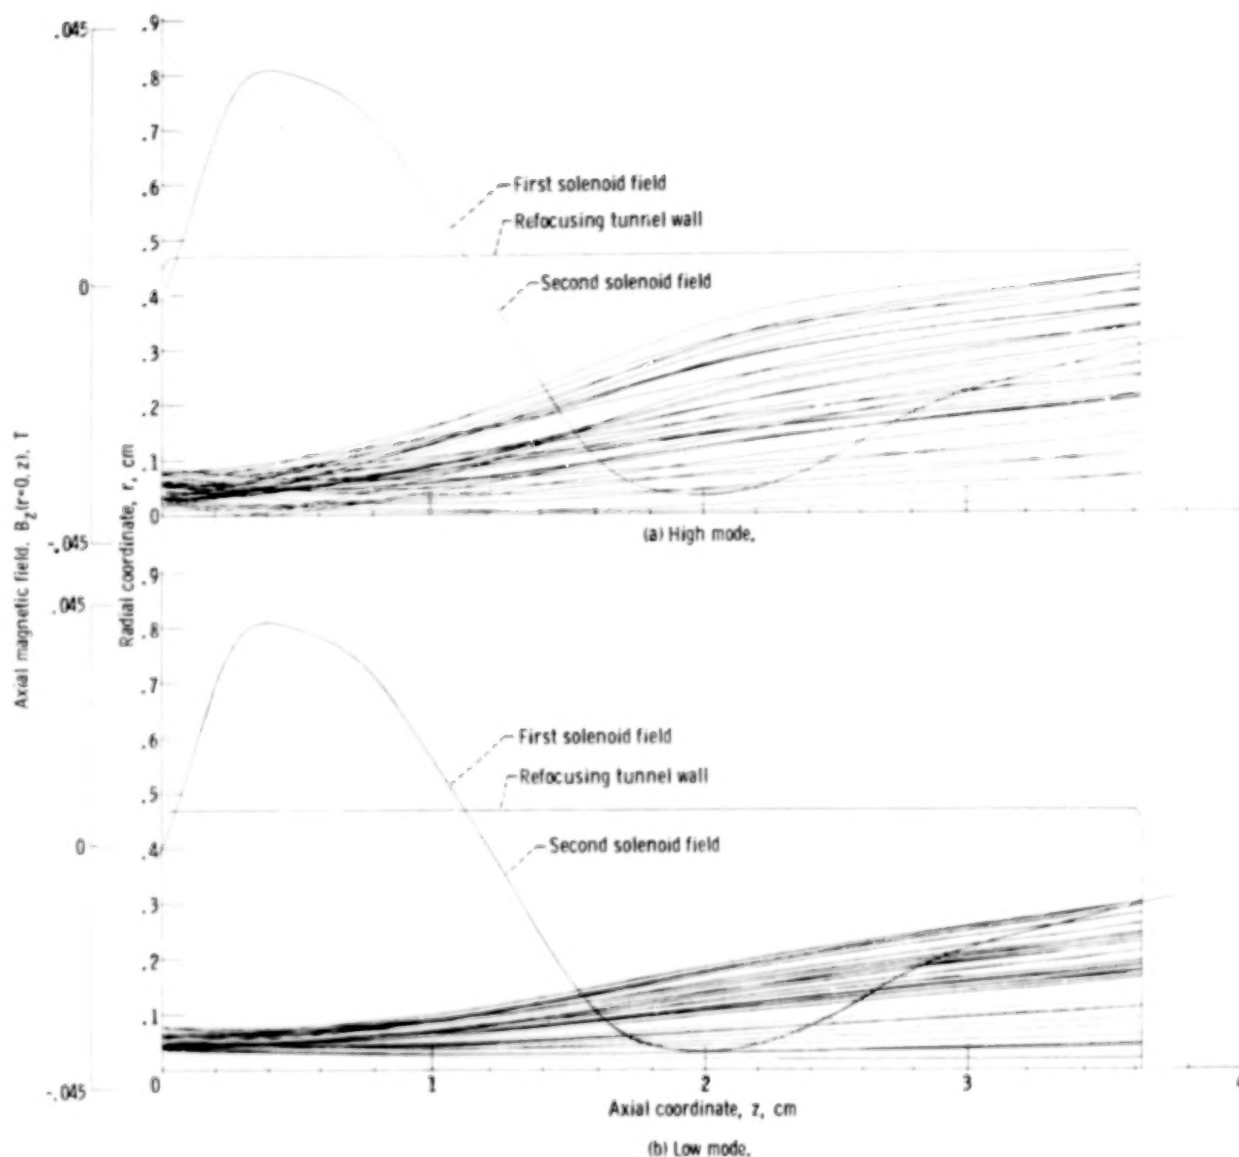 .045
.9
.8
.7
.6
.5
.4
.3
.2
.1
0
0
-.045
First solenoid field
Refocusing tunnel wall
Second solenoid field
(a) High mode.
Axial magnetic field, B_z(r=0, z), T
Radial coordinate, r, cm
.9
.045
.8
.7
.6
.5
.4
.3
.2
.1
0
-.045
First solenoid field
Refocusing tunnel wall
Second solenoid field
0
1
2
3
Axial coordinate, z, cm
(b) Low mode.